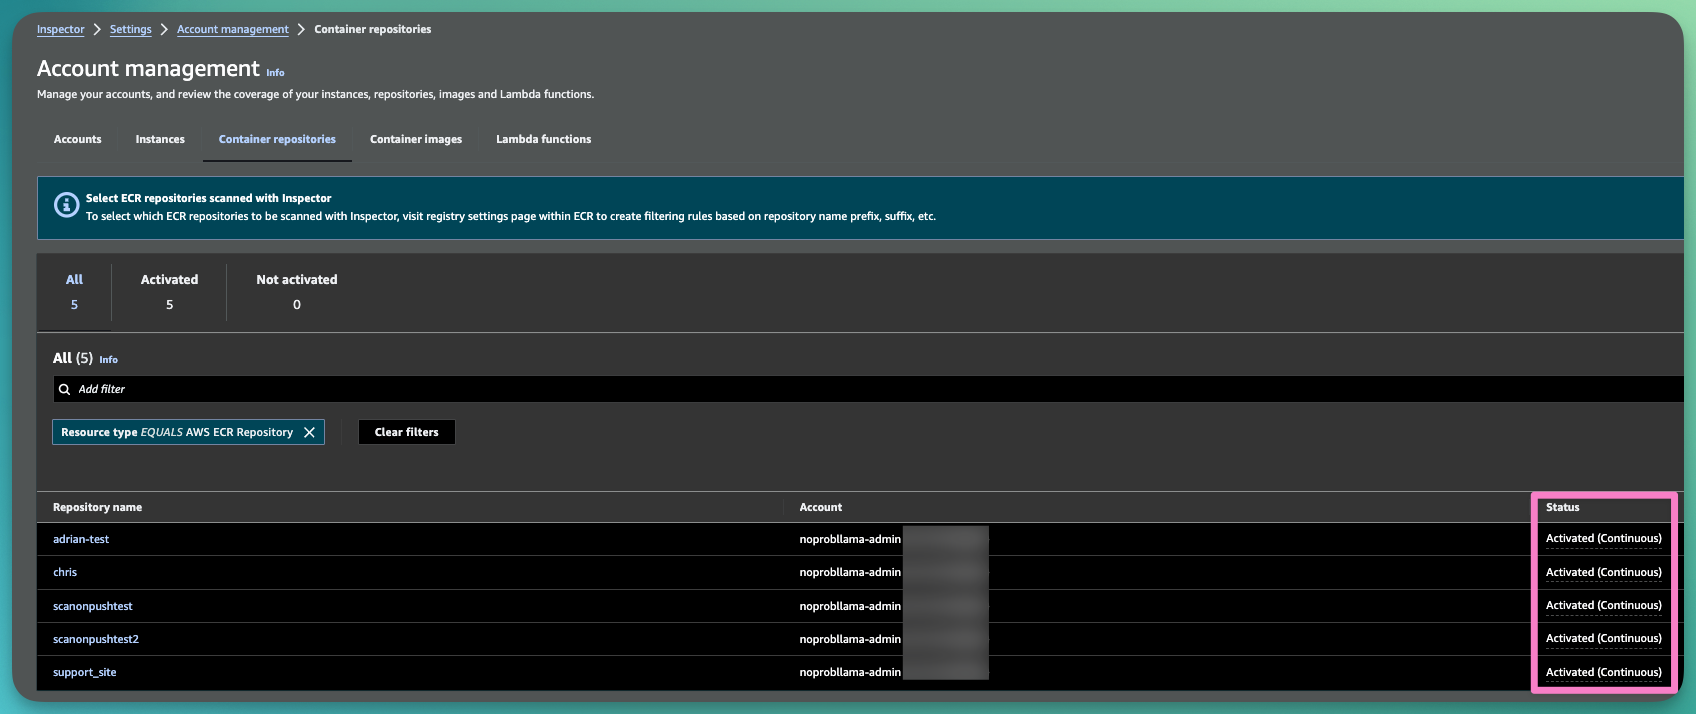 Inspector > Settings > Account management > Container repositories
Account management Info
Manage your accounts, and review the coverage of your instances, repositories, images and Lambda functions.
Accounts Instances Container repositories Container images Lambda functions
Select ECR repositories scanned with Inspector
To select which ECR repositories to be scanned with Inspector, visit registry settings page within ECR to create filtering rules based on repository name prefix, suffix, etc.
All Activated Not activated
5 5 0
All (5) Info
Add filter
Resource type EQUALS AWS ECR Repository Clear filters
Repository name Account Status
adrian-test noprobllama-admin Activated (Continuous)
chris noprobllama-admin Activated (Continuous)
scanonpushtest noprobllama-admin Activated (Continuous)
scanonpushtest2 noprobllama-admin Activated (Continuous)
support_site noprobllama-admin Activated (Continuous)